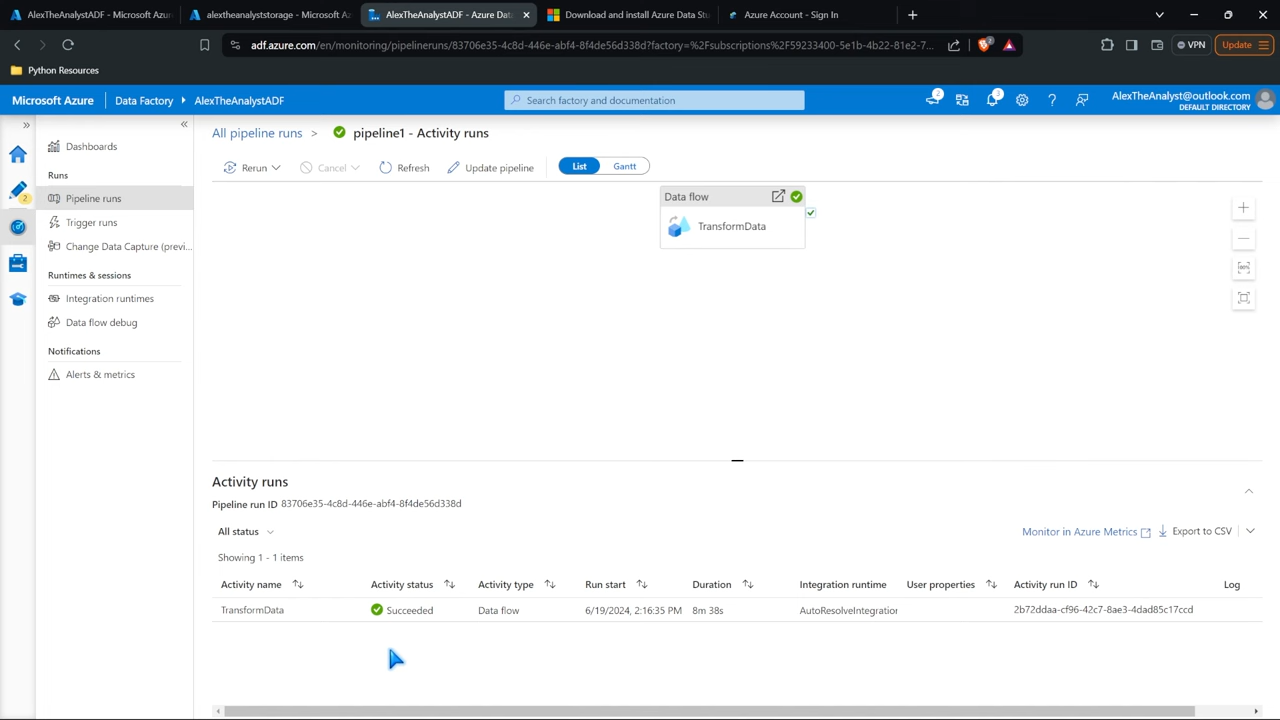 AlexTheAnalystADF - Microsoft Az
alextheanalyststorage - Microsoft A
AlexTheAnalystADF - Azure Dat
Download and install Azure Data Stu
Azure Account - Sign In
adf.azure.com/en/monitoring/pipelineruns/83706e35-4c8d-446e-abf4-8f4de56d338d?factory=%2Fsubscriptions%2F59233400-5e1b-4b22-81e2-7...
2
VPN
Update
Python Resources
Microsoft Azure
Data Factory
AlexTheAnalystADF
Search factory and documentation
2
3
AlexTheAnalyst@outlook.com
DEFAULT DIRECTORY
2
Dashboards
Runs
Pipeline runs
Trigger runs
Change Data Capture (previ...
Runtimes & sessions
Integration runtimes
Data flow debug
Notifications
Alerts & metrics
All pipeline runs > pipeline1 - Activity runs
Rerun
Cancel
Refresh
Update pipeline
List
Gantt
Data flow
TransformData
Activity runs
Pipeline run ID 83706e35-4c8d-446e-abf4-8f4de56d338d
All status
Monitor in Azure Metrics
Export to CSV
Showing 1 - 1 items
Activity name Activity status Activity type Run start Duration Integration runtime User properties Activity run ID Log
TransformData Succeeded Data flow 6/19/2024, 2:16:35 PM 8m 38s AutoResolveIntegration 2b72ddaa-cf96-42c7-8ae3-4dad85c17ccd